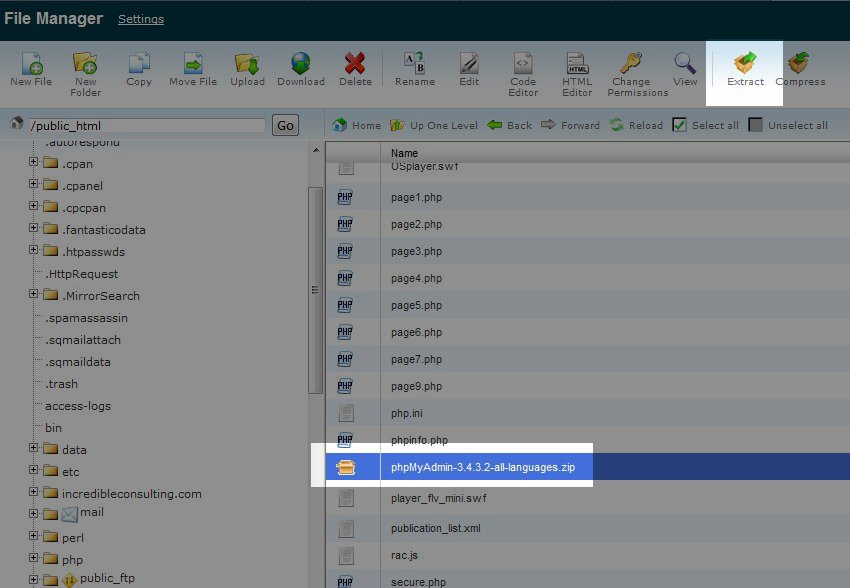 File Manager Settings
New File New Folder Copy Move File Upload Download Delete Rename Edit Code Editor HTML Editor Change Permissions View Extract Compress
/public_html Go Home Up One Level Back Forward Reload Select all Unselect all
.autorespond
.cpan
.cpanel
.cpcpan
.fantasticodata
.htpasswds
.HttpRequest
.MirrorSearch
.spamassassin
.sqmailattach
.sqmaildata
.trash
access-logs
bin
data
etc
incredibleconsulting.com
mail
perl
php
public_ftp
Name
OSplayer.swf
page1.php
page2.php
page3.php
page4.php
page5.php
page6.php
page7.php
page9.php
php.ini
phpinfo.php
phpMyAdmin-3.4.3.2-all-languages.zip
player_flv_mini.swf
publication_list.xml
rac.js
secure.php